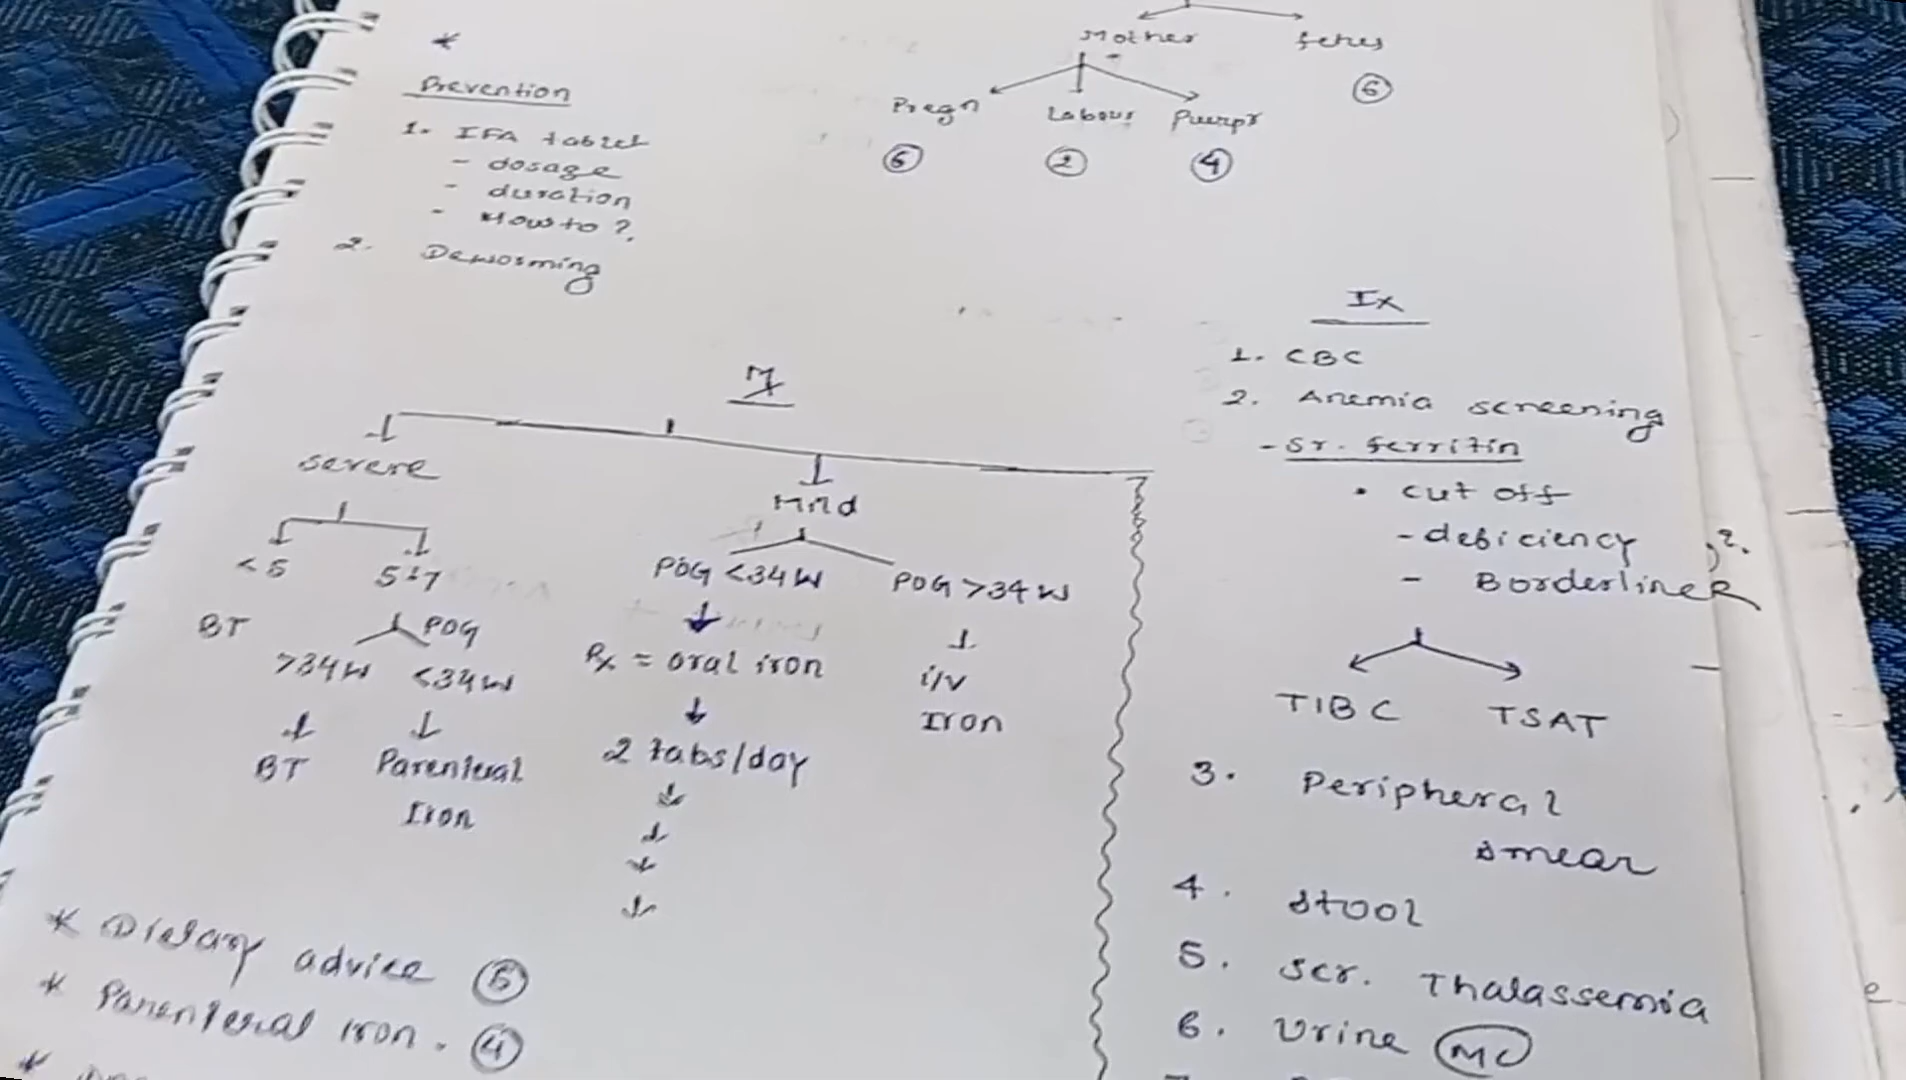 *
Mother fetus
Prevention
Pregn Labour Puerpr
6
1. IFA tablet
- dosage
- duration
- How to ?
6 2 4
2. Deworming
Mx
severe
Mild
<5 5-7
POG <34W POG >34W
BT
POG
>34W <34W
Rx = oral iron
i/v
Iron
BT Parenteral
Iron
2 tabs/day
* Dietary advice 5
* Parenteral iron. 4
Ix
1. CBC
2. Anemia screening
- Sr. ferritin
• cut off
- deficiency
- Borderline
?
TIBC TSAT
3. Peripheral
smear
4. stool
5. scr. Thalassemia
6. Urine